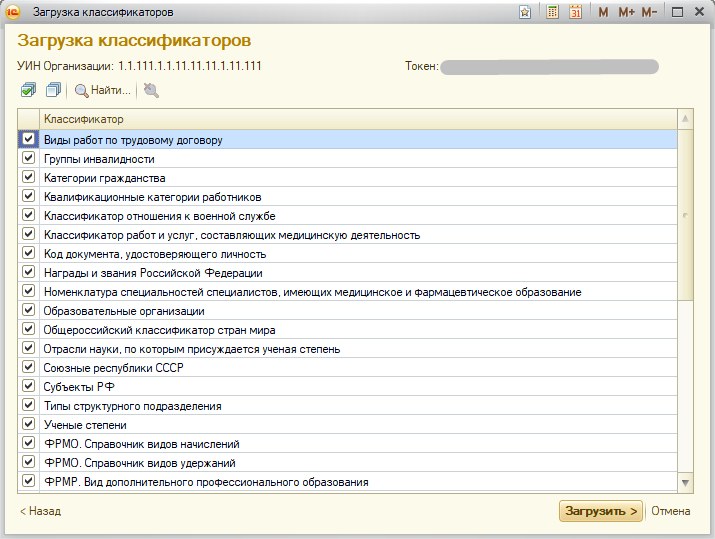 1С Загрузка классификаторов 31 M M+ M−
Загрузка классификаторов
УИН Организации: 1.1.111.1.1.11.11.11.1.11.111 Токен:
Найти...
Классификатор
Виды работ по трудовому договору
Группы инвалидности
Категории гражданства
Квалификационные категории работников
Классификатор отношения к военной службе
Классификатор работ и услуг, составляющих медицинскую деятельность
Код документа, удостоверяющего личность
Награды и звания Российской Федерации
Номенклатура специальностей специалистов, имеющих медицинское и фармацевтическое образование
Образовательные организации
Общероссийский классификатор стран мира
Отрасли науки, по которым присуждается ученая степень
Союзные республики СССР
Субъекты РФ
Типы структурного подразделения
Ученые степени
ФРМО. Справочник видов начислений
ФРМО. Справочник видов удержаний
ФРМР. Вид дополнительного профессионального образования
< Назад Загрузить > Отмена